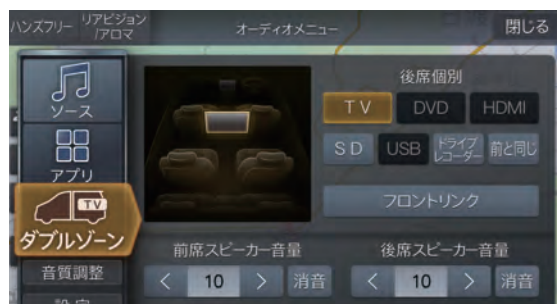 ハンズフリー
リアビジョン
/アロマ
オーディオメニュー
閉じる
ソース
アプリ
TV
ダブルゾーン
音質調整
設定
後席個別
TV
DVD
HDMI
SD
USB
ドライブ
レコーダー
前と同じ
フロントリンク
前席スピーカー音量
後席スピーカー音量
< 10 >
消音
< 10 >
消音